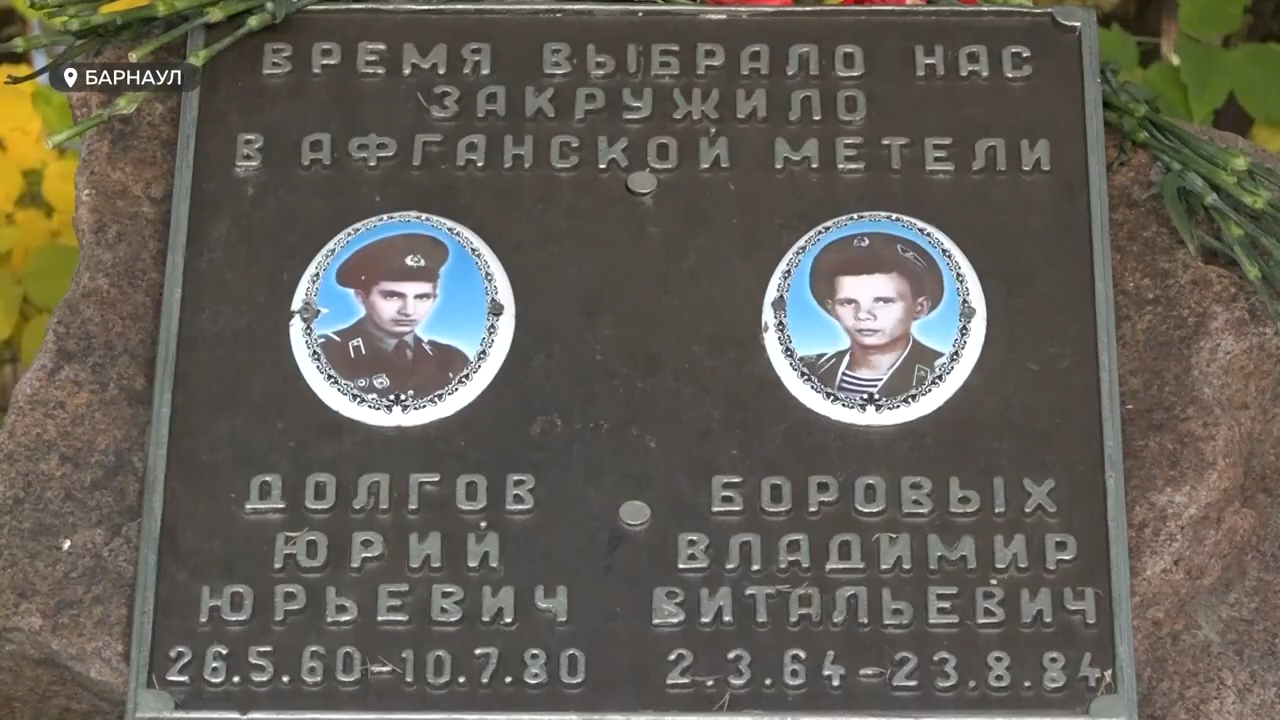 БАРНАУЛ
ВРЕМЯ ВЫБРАЛО НАС
ЗАКРУЖИЛО
В АФГАНСКОЙ МЕТЕЛИ
ДОЛГОВ
ЮРИЙ
ЮРЬЕВИЧ
26.5.60-10.7.80
БОРОВЫХ
ВЛАДИМИР
ВИТАЛЬЕВИЧ
2.3.64-23.8.84